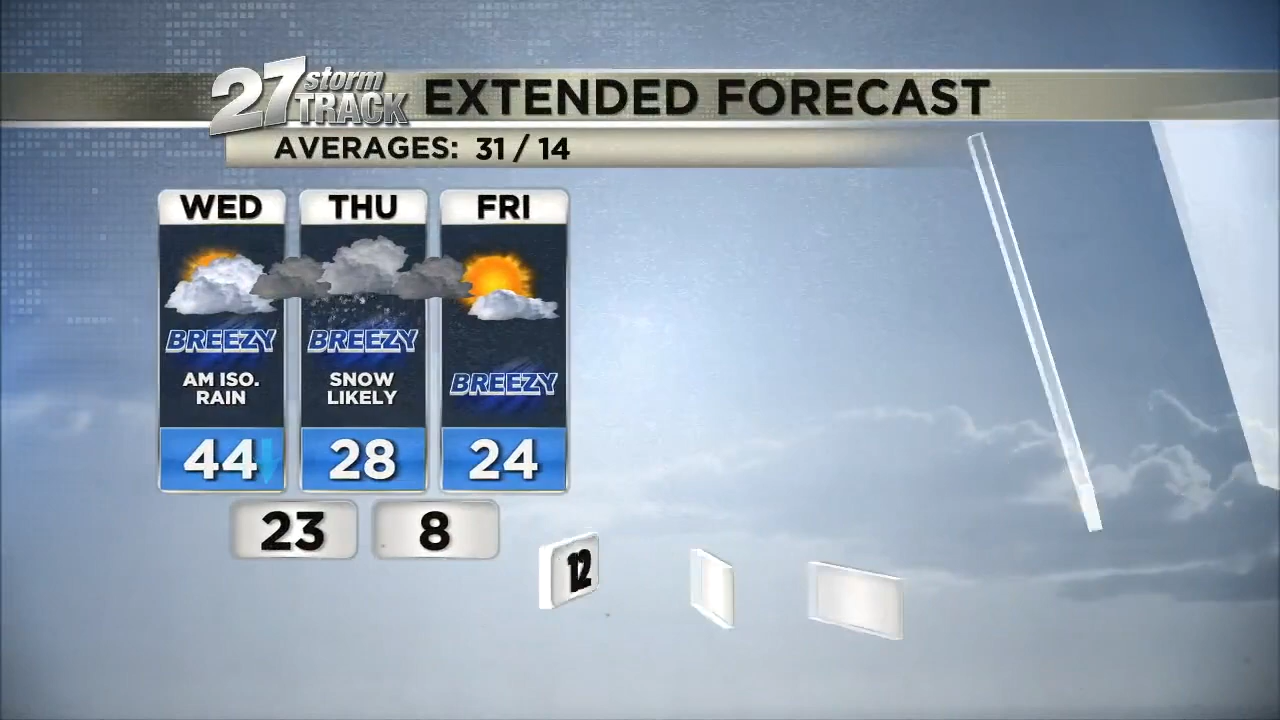 27 storm TRACK EXTENDED FORECAST
AVERAGES: 31 / 14
WED THU FRI
BREEZY BREEZY
AM ISO. RAIN
SNOW LIKELY
BREEZY
44 28 24
23 8
12